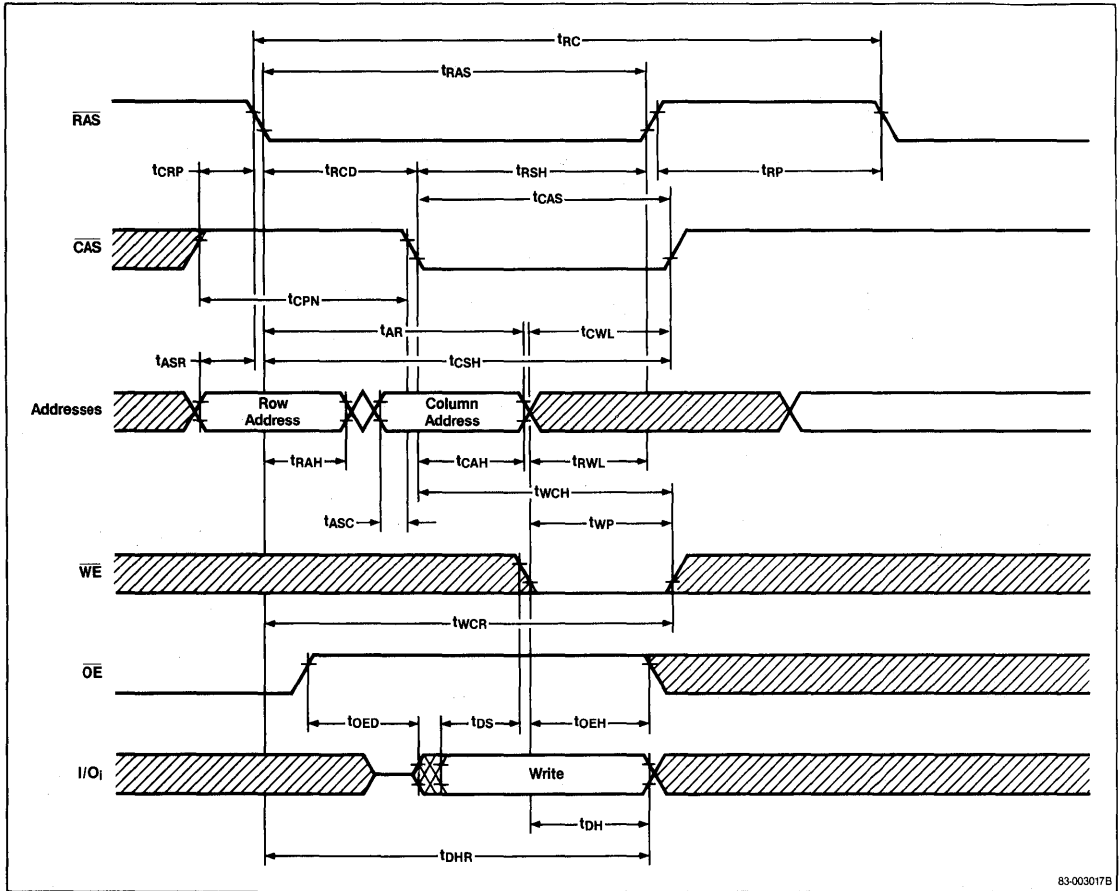 tRC
tRAS
RAS
tCRP
tRCD
tRSH
tRP
tCAS
CAS
tCPN
tAR
tCWL
tASR
tCSH
Addresses
Row
Address
Column
Address
tRAH
tCAH
tRWL
tWCH
tASC
tWP
WE
tWCR
OE
tOED
tDS
tOEH
I/Oi
Write
tDH
tDHR
83-003017B